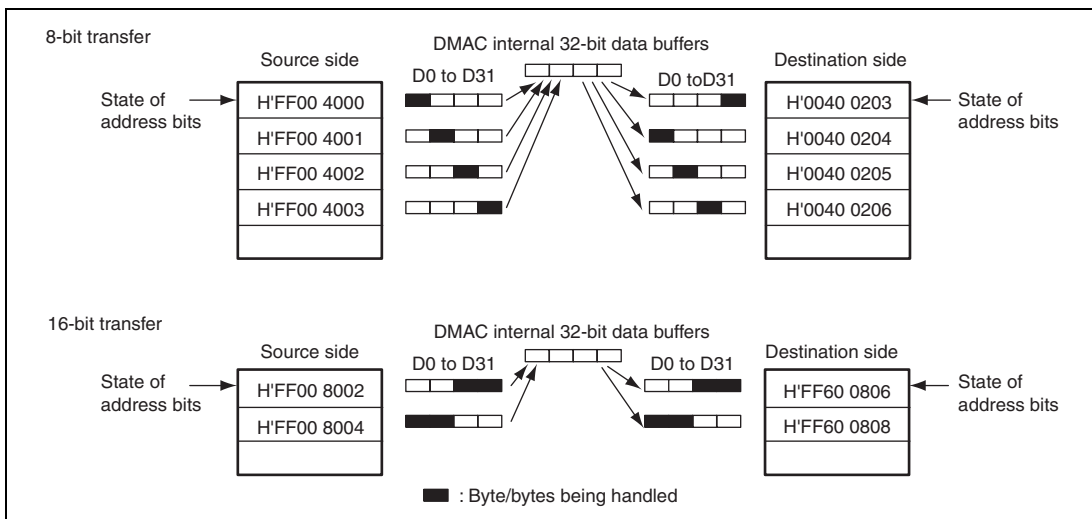 8-bit transfer
DMAC internal 32-bit data buffers
Source side
Destination side
D0 to D31
D0 toD31
State of
address bits
H'FF00 4000
H'FF00 4001
H'FF00 4002
H'FF00 4003
H'0040 0203
H'0040 0204
H'0040 0205
H'0040 0206
State of
address bits
16-bit transfer
DMAC internal 32-bit data buffers
Source side
Destination side
D0 to D31
D0 to D31
State of
address bits
H'FF00 8002
H'FF00 8004
H'FF60 0806
H'FF60 0808
State of
address bits
: Byte/bytes being handled